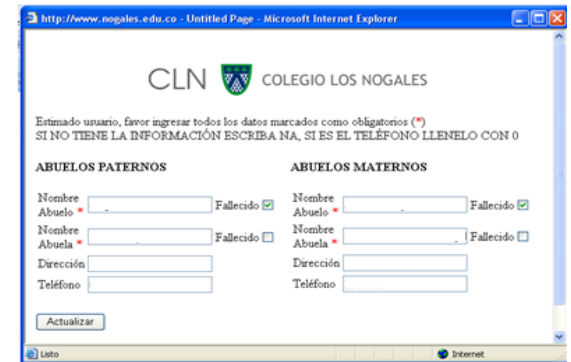 http://www.nogales.edu.co - Untitled Page - Microsoft Internet Explorer
CLN COLEGIO LOS NOGALES
Estimado usuario, favor ingresar todos los datos marcados como obligatorios (*)
SI NO TIENE LA INFORMACIÓN ESCRIBA NA, SI ES EL TELÉFONO LLENELO CON 0
ABUELOS PATERNOS
Nombre
Abuelo * Fallecido
Nombre
Abuela * Fallecido
Dirección
Teléfono
ABUELOS MATERNOS
Nombre
Abuelo * Fallecido
Nombre
Abuela * Fallecido
Dirección
Teléfono
Actualizar
Listo
Internet